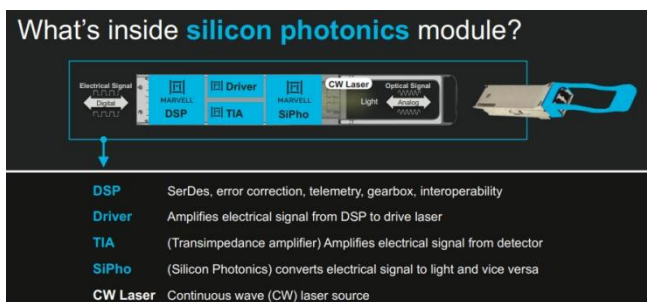 What's inside silicon photonics module?
Electrical Signal
Digital
MARVELL
DSP
Driver
TIA
MARVELL
SiPho
CW Laser
Light
Optical Signal
Analog
DSP SerDes, error correction, telemetry, gearbox, interoperability
Driver Amplifies electrical signal from DSP to drive laser
TIA (Transimpedance amplifier) Amplifies electrical signal from detector
SiPho (Silicon Photonics) converts electrical signal to light and vice versa
CW Laser Continuous wave (CW) laser source